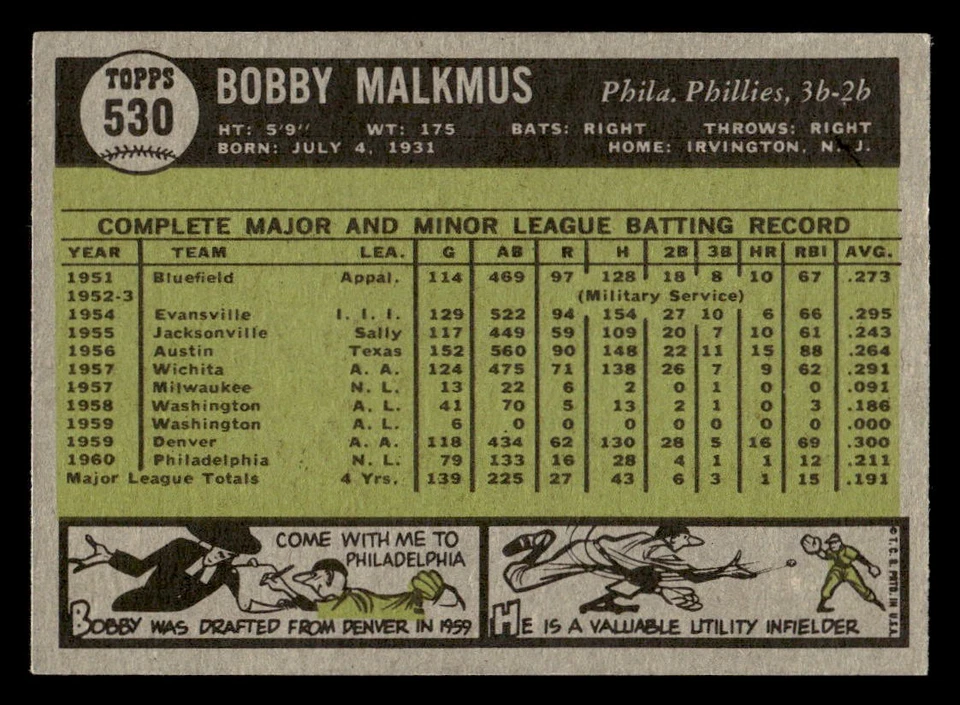 TOPPS
530
BOBBY MALKMUS
Phila. Phillies, 3b-2b
HT: 5'9" WT: 175 BATS: RIGHT THROWS: RIGHT
BORN: JULY 4, 1931 HOME: IRVINGTON, N. J.
COMPLETE MAJOR AND MINOR LEAGUE BATTING RECORD
YEAR TEAM LEA. G AB R H 2B 3B HR RBI AVG.
1951 Bluefield Appal. 114 469 97 128 18 8 10 67 .273
1952-3 (Military Service)
1954 Evansville I. I. I. 129 522 94 154 27 10 6 66 .295
1955 Jacksonville Sally 117 449 59 109 20 7 10 61 .243
1956 Austin Texas 152 560 90 148 22 11 15 88 .264
1957 Wichita A. A. 124 475 71 138 26 7 9 62 .291
1957 Milwaukee N. L. 13 22 6 2 0 1 0 0 .091
1958 Washington A. L. 41 70 5 13 2 1 0 3 .186
1959 Washington A. L. 6 0 0 0 0 0 0 0 .000
1959 Denver A. A. 118 434 62 130 28 5 16 69 .300
1960 Philadelphia N. L. 79 133 16 28 4 1 1 12 .211
Major League Totals 4 Yrs. 139 225 27 43 6 3 1 15 .191
COME WITH ME TO
PHILADELPHIA
BOBBY WAS DRAFTED FROM DENVER IN 1959
HE IS A VALUABLE UTILITY INFIELDER
© T. C. G. PRTD. IN U.S.A.